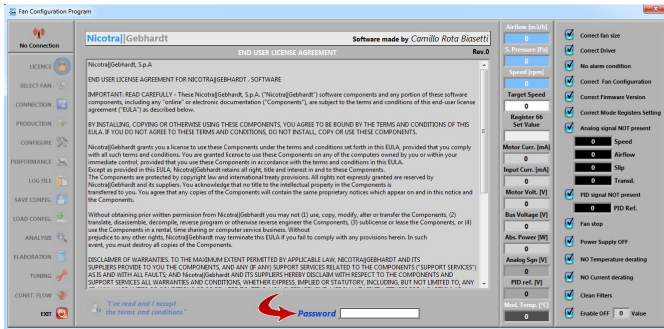 Fan Configuration Program
No Connection
LICENCE
SELECT FAN
CONNECTION
PRODUCTION
CONFIGURE
PERFORMANCE
LOG FILE
SAVE CONFIG.
LOAD CONFIG.
ANALYSIS
ELABORATION
TUNING
CONST. FLOW
EXIT
Nicotra||Gebhardt
Software made by Camillo Rota Biasetti
END USER LICENSE AGREEMENT
Rev.0
Nicotra||Gebhardt, S.p.A
END USER LICENSE AGREEMENT FOR NICOTRA||GEBHARDT . SOFTWARE
IMPORTANT: READ CAREFULLY - These Nicotra||Gebhardt, S.p.A. ("Nicotra||Gebhardt") software components and any portion of these software
components, including any "online" or electronic documentation ("Components"), are subject to the terms and conditions of this end-user license
agreement ("EULA") as described below.
BY INSTALLING, COPYING OR OTHERWISE USING THESE COMPONENTS, YOU AGREE TO BE BOUND BY THE TERMS AND CONDITIONS OF THIS
EULA. IF YOU DO NOT AGREE TO THESE TERMS AND CONDITIONS, DO NOT INSTALL, COPY OR USE THESE COMPONENTS.
Nicotra||Gebhardt grants you a license to use these Components under the terms and conditions set forth in this EULA, provided that you comply
with all such terms and conditions. You are granted license to use these Components on any of the computers owned by you or within your
immediate control, provided that you use these Components in accordance with the terms and conditions in this EULA.
Except as provided in this EULA, Nicotra||Gebhardt retains all right, title and interest in and to these Components.
The Components are protected by copyright law and international treaty provisions. All rights not expressly granted are reserved by
Nicotra||Gebhardt and its suppliers. You acknowledge that no title to the intellectual property in the Components is
transferred to you. You agree that any copies of the Components will contain the same proprietary notices which appear on and in this notice and
the Components.
Without obtaining prior written permission from Nicotra||Gebhardt you may not (1) use, copy, modify, alter or transfer the Components, (2)
translate, disassemble, decompile, reverse program or otherwise reverse engineer the Components, (3) sublicense or lease the Components, or (4)
use the Components in a rental, time sharing or computer service business. Without
prejudice to any other rights, Nicotra||Gebhardt may terminate this EULA if you fail to comply with any provisions herein. In such
event, you must destroy all copies of the Components.
DISCLAIMER OF WARRANTIES. TO THE MAXIMUM EXTENT PERMITTED BY APPLICABLE LAW, NICOTRA||GEBHARDT AND ITS
SUPPLIERS PROVIDE TO YOU THE COMPONENTS, AND ANY (IF ANY) SUPPORT SERVICES RELATED TO THE COMPONENTS ("SUPPORT SERVICES")
AS IS AND WITH ALL FAULTS; AND Nicotra||Gebhardt AND ITS SUPPLIERS HEREBY DISCLAIM WITH RESPECT TO THE COMPONENTS AND
SUPPORT SERVICES ALL WARRANTIES AND CONDITIONS, WHETHER EXPRESS, IMPLIED OR STATUTORY, INCLUDING, BUT NOT LIMITED TO, ANY
"I've read and I accept
the terms and conditions"
Password
Airflow [m3/h]
0
S. Pressure [Pa]
0
Speed [rpm]
0
Target Speed
0
Register 66
Set Value
Motor Curr. [mA]
0
Input Curr. [mA]
0
Motor Volt. [V]
0
Bus Voltage [V]
0
Abs. Power [W]
0
Analog Sgn [V]
0
PID ref. [V]
0
Mod. Temp. [°C]
0
Correct fan size
Correct Driver
No alarm condition
Correct Fan Configuration
Correct Firmware Version
Correct Mode Registers Setting
Analog signal NOT present
0 Speed
0 Airflow
0 Slip
0 Transd.
PID signal NOT present
0 PID Ref.
Fan stop
Power Supply OFF
NO Temperature derating
NO Current derating
Clean Filters
Enable OFF 0 Value